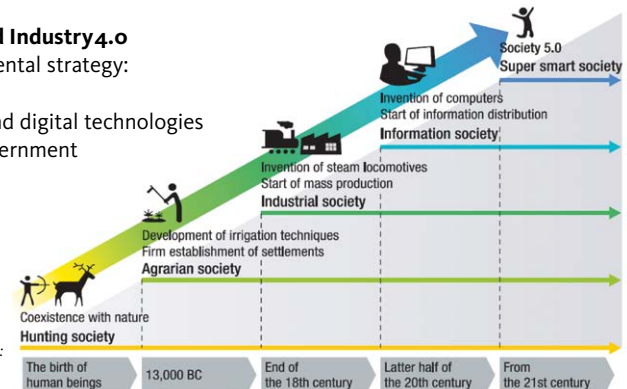 d Industry4.0
ental strategy:
nd digital technologies
vernment
Society 5.0
Super smart society
Invention of computers
Start of information distribution
Information society
Invention of steam locomotives
Start of mass production
Industrial society
Development of irrigation techniques
Firm establishment of settlements
Agrarian society
Coexistence with nature
Hunting society
The birth of
human beings
13,000 BC
End of
the 18th century
Latter half of
the 20th century
From
the 21st century